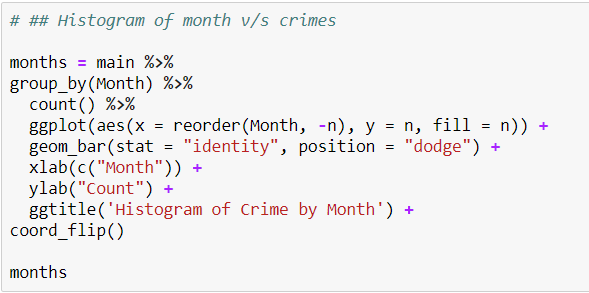 # ## Histogram of month v/s crimes
months = main %>%
group_by(Month) %>%
count() %>%
ggplot(aes(x = reorder(Month, -n), y = n, fill = n)) +
geom_bar(stat = "identity", position = "dodge") +
xlab(c("Month")) +
ylab("Count") +
ggtitle('Histogram of Crime by Month') +
coord_flip()
months